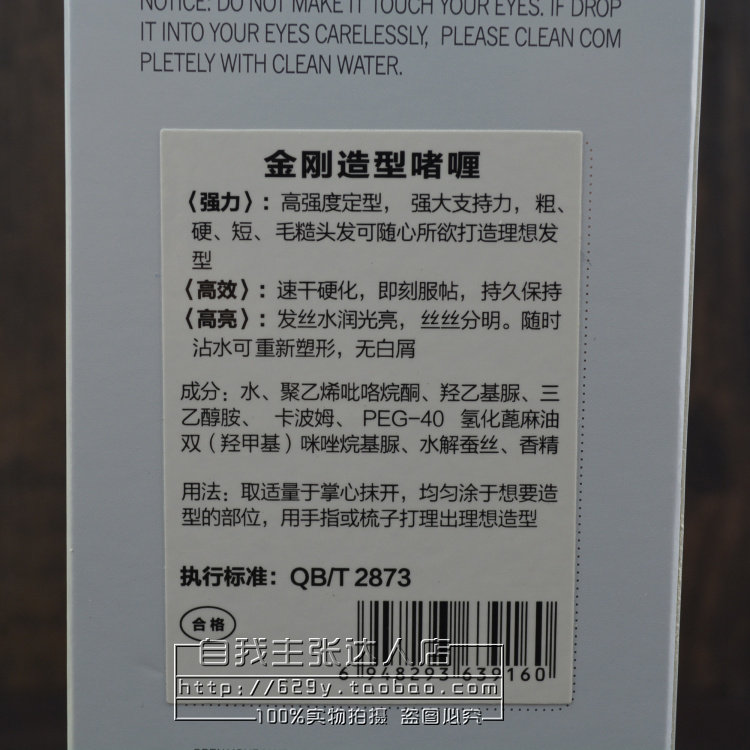 NOTICE: DO NOT MAKE IT TOUCH YOUR EYES. IF DROP
IT INTO YOUR EYES CARELESSLY, PLEASE CLEAN COM
PLETELY WITH CLEAN WATER.
金刚造型啫喱
〈强力〉：高强度定型，强大支持力，粗、
硬、短、毛糙头发可随心所欲打造理想发
型
〈高效〉：速干硬化，即刻服帖，持久保持
〈高亮〉：发丝水润光亮，丝丝分明。随时
沾水可重新塑形，无白屑
成分：水、聚乙烯吡咯烷酮、羟乙基脲、三
乙醇胺、 卡波姆、 PEG-40 氢化蓖麻油
双（羟甲基）咪唑烷基脲、水解蚕丝、香精
用法：取适量于掌心抹开，均匀涂于想要造
型的部位，用手指或梳子打理出理想造型
执行标准：QB/T 2873
合格
6 948293 639160
自我主张达人店
http://629y.taobao.com
100%实物拍摄 盗图必究